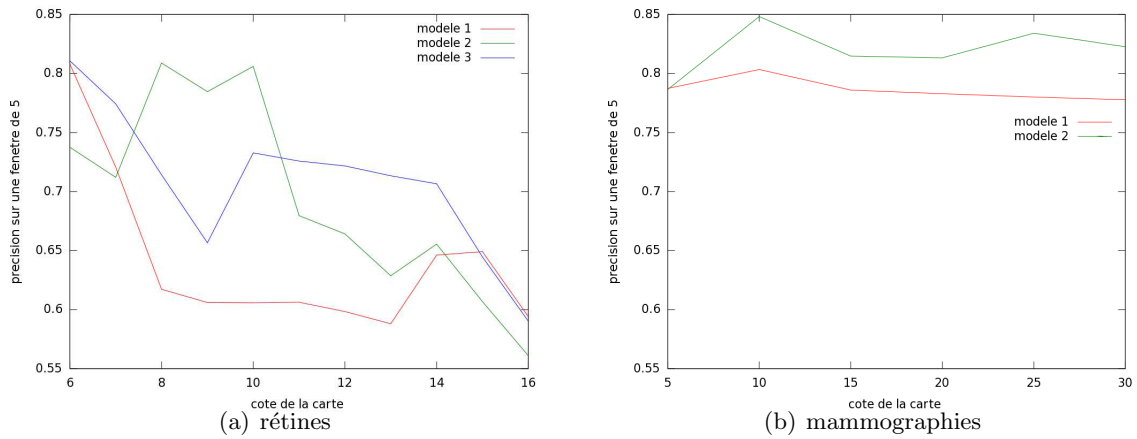 precision sur une fenetre de 5
0.85
0.8
0.75
0.7
0.65
0.6
0.55
modele 1
modele 2
modele 3
6 8 10 12 14 16
cote de la carte
(a) rétines
precision sur une fenetre de 5
0.85
0.8
0.75
0.7
0.65
0.6
0.55
modele 1
modele 2
5 10 15 20 25 30
cote de la carte
(b) mammographies